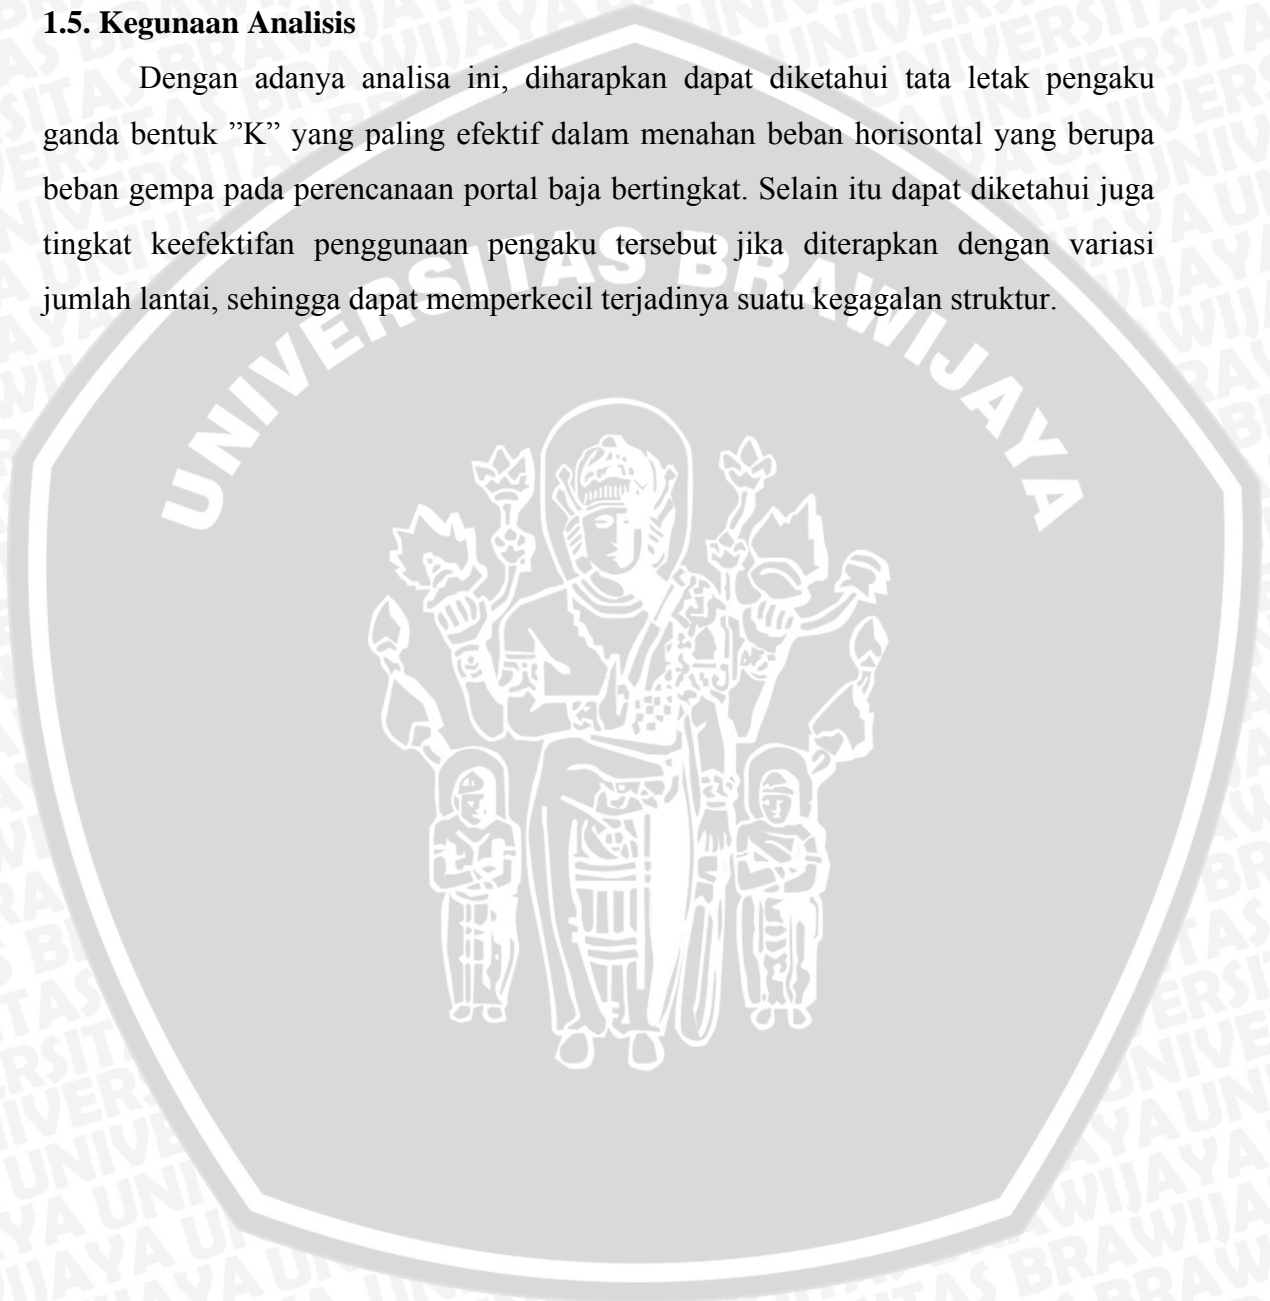 1.5. Kegunaan Analisis
Dengan adanya analisa ini, diharapkan dapat diketahui tata letak pengaku
ganda bentuk ”K” yang paling efektif dalam menahan beban horisontal yang berupa
beban gempa pada perencanaan portal baja bertingkat. Selain itu dapat diketahui juga
tingkat keefektifan penggunaan pengaku tersebut jika diterapkan dengan variasi
jumlah lantai, sehingga dapat memperkecil terjadinya suatu kegagalan struktur.
UNIVERSITAS BRAWIJAYA